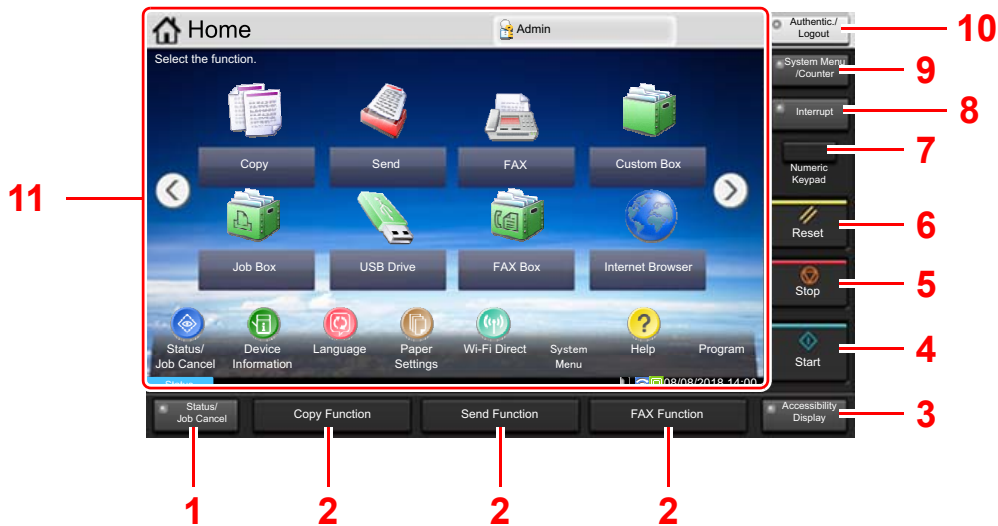 Home
Admin
Select the function.
Copy
Send
FAX
Custom Box
Job Box
USB Drive
FAX Box
Internet Browser
Status/
Job Cancel
Device
Information
Language
Paper
Settings
Wi-Fi Direct
System
Menu
?
Help
Program
Status
08/08/2018 14:00
Authentic./
Logout
10
System Menu
/Counter
9
Interrupt
8
7
Numeric
Keypad
Reset
6
Stop
5
Start
4
Accessibility
Display
3
11
Status/
Job Cancel
Copy Function
Send Function
FAX Function
1
2
2
2